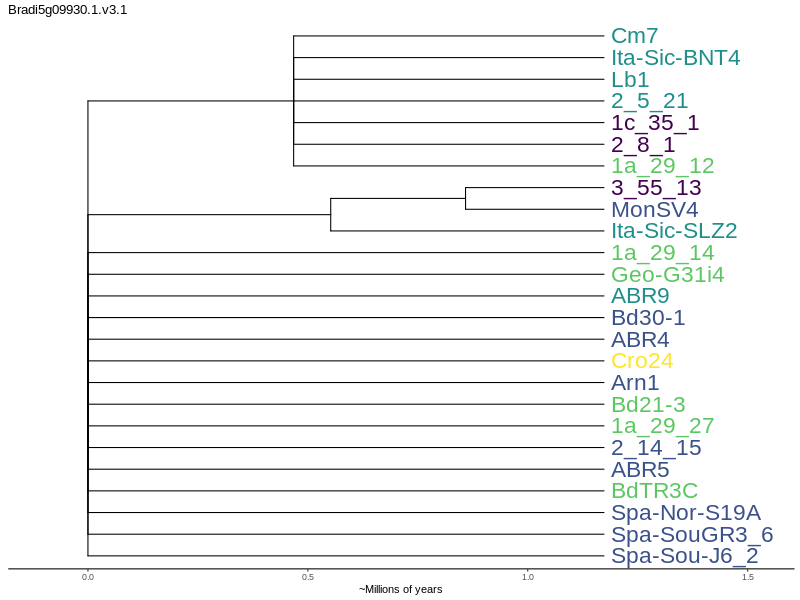 Bradi5g09930.1.v3.1
Cm7
Ita-Sic-BNT4
Lb1
2_5_21
1c_35_1
2_8_1
1a_29_12
3_55_13
MonSV4
Ita-Sic-SLZ2
1a_29_14
Geo-G31i4
ABR9
Bd30-1
ABR4
Cro24
Arn1
Bd21-3
1a_29_27
2_14_15
ABR5
BdTR3C
Spa-Nor-S19A
Spa-SouGR3_6
Spa-Sou-J6_2
0.0 0.5 1.0 1.5
~Millions of years